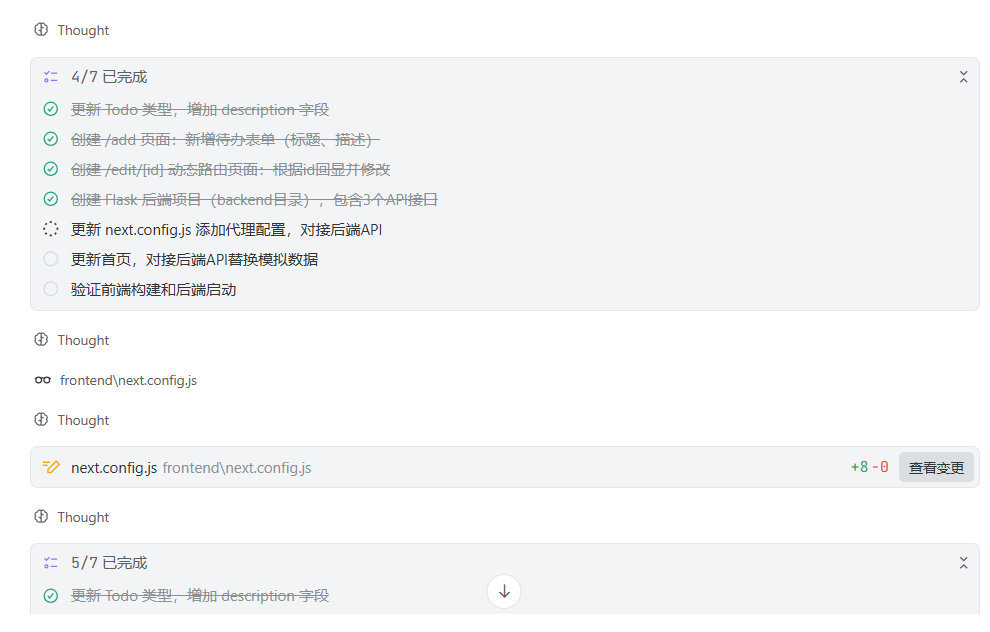 Thought
4/7 已完成
更新 Todo 类型，增加 description 字段
创建 /add 页面：新增待办表单（标题、描述）
创建 /edit/[id] 动态路由页面：根据id回显并修改
创建 Flask 后端项目（backend目录），包含3个API接口
更新 next.config.js 添加代理配置，对接后端API
更新首页，对接后端API替换模拟数据
验证前端构建和后端启动
Thought
frontend\next.config.js
Thought
next.config.js frontend\next.config.js +8 -0 查看变更
Thought
5/7 已完成
更新 Todo 类型，增加 description 字段